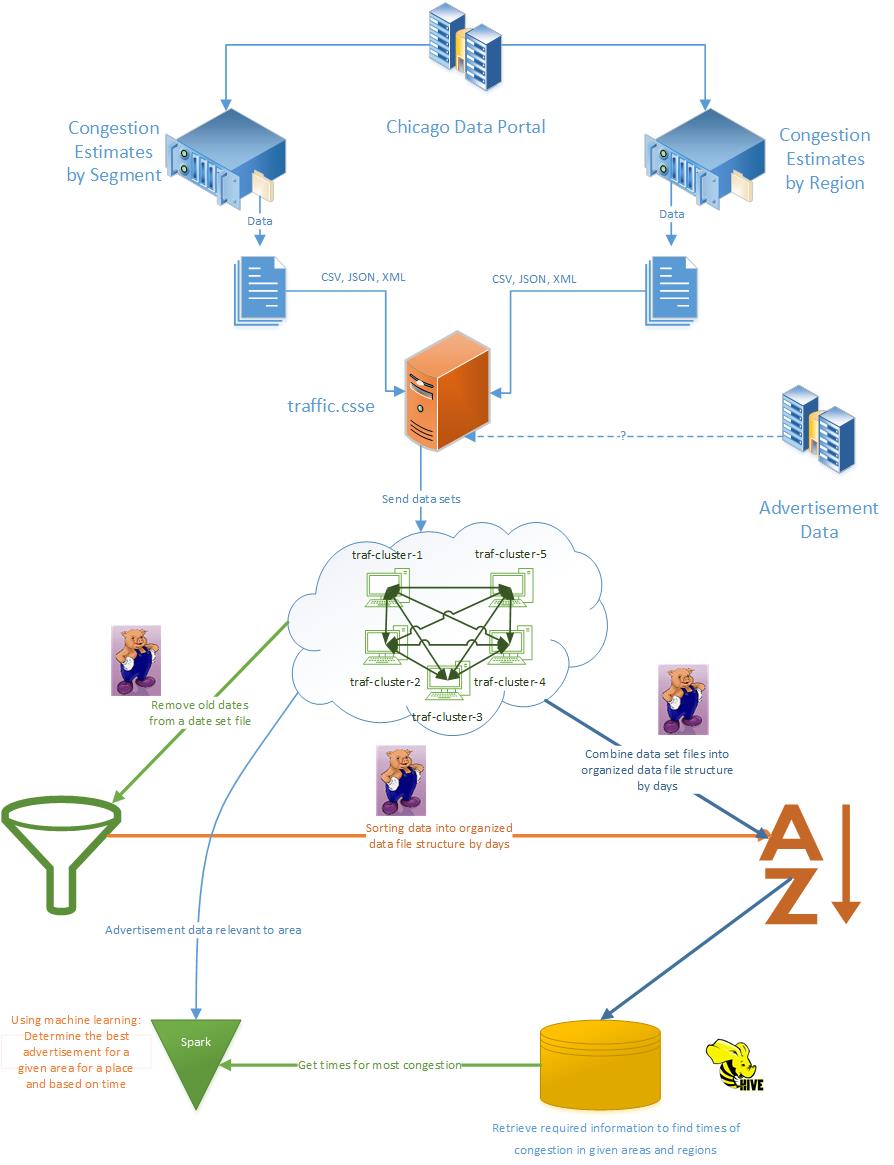 Chicago Data Portal
Congestion
Estimates
by Segment
Congestion
Estimates
by Region
Data
Data
CSV, JSON, XML
CSV, JSON, XML
traffic.csse
?
Advertisement
Data
Send data sets
traf-cluster-1
traf-cluster-5
traf-cluster-2
traf-cluster-4
traf-cluster-3
Remove old dates
from a date set file
Combine data set files into
organized data file structure
by days
Sorting data into organized
data file structure by days
A
Z
Advertisement data relevant to area
Using machine learning:
Determine the best
advertisement for a
given area for a place
and based on time
Spark
Get times for most congestion
HIVE
Retrieve required information to find times of
congestion in given areas and regions